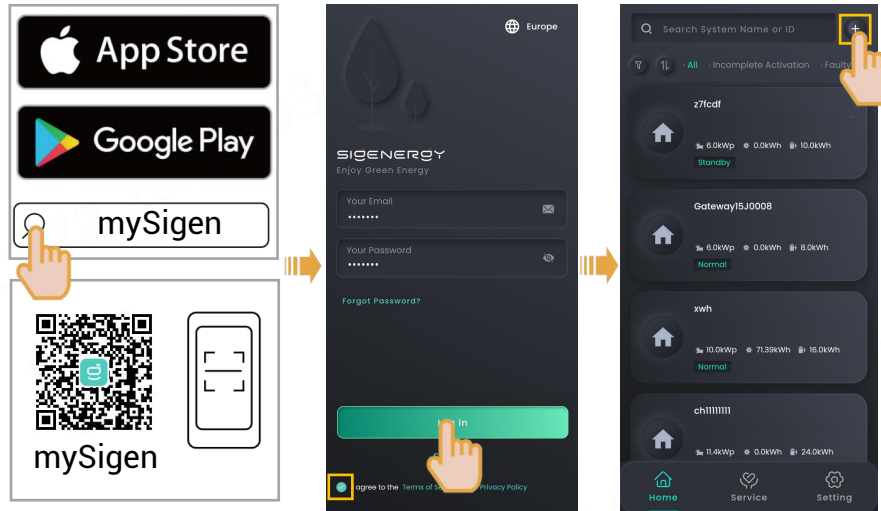 App Store
Google Play
mySigen
mySigen
Europe
SIGENERGY
Enjoy Green Energy
Your Email
•••••••
Your Password
•••••••
Forgot Password?
in
agree to the Terms of Privacy Policy
Search System Name or ID
+
· All · Incomplete Activation · Faulty
z7fcdf
6.0kWp 0.0kWh 10.0kWh
Standby
Gateway15J0008
6.0kWp 0.0kWh 8.0kWh
Normal
xwh
10.0kWp 71.39kWh 16.0kWh
Normal
11.4kWp 0.0kWh 24.0kWh
Home Service Setting